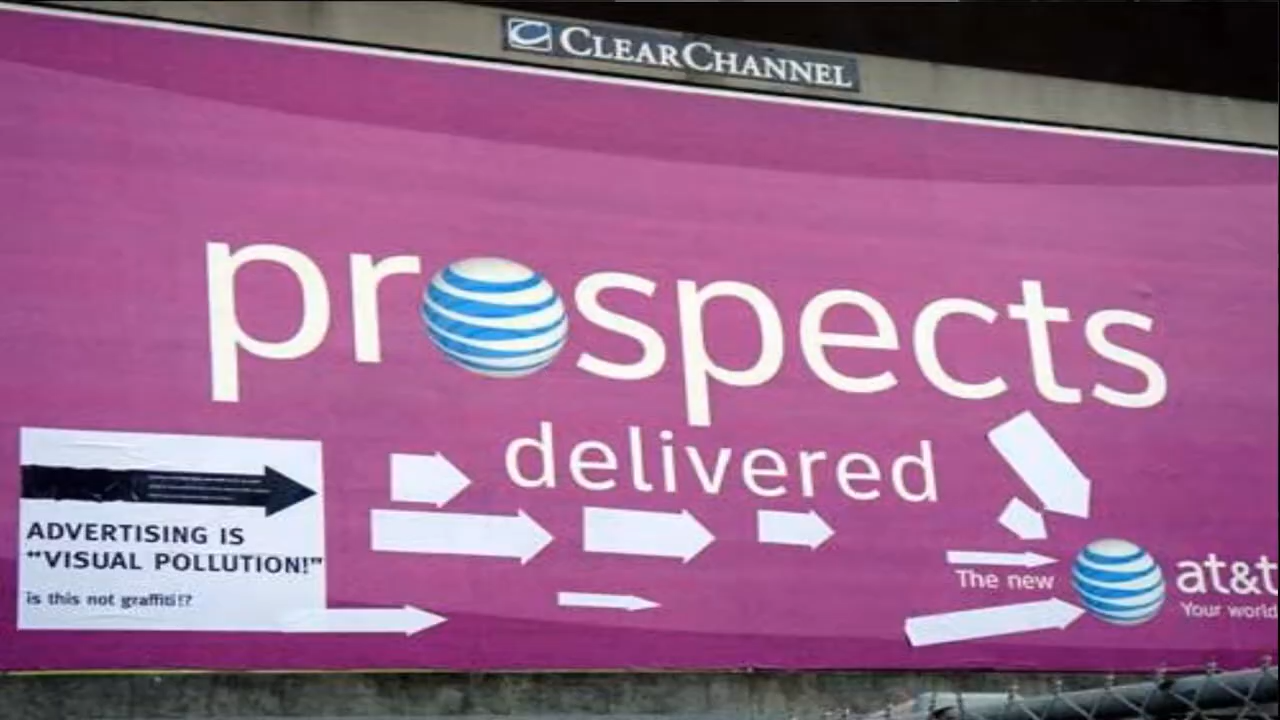 CLEARCHANNEL
prospects
delivered
ADVERTISING IS
"VISUAL POLLUTION!"
is this not graffiti!?
The new
at&t
Your world